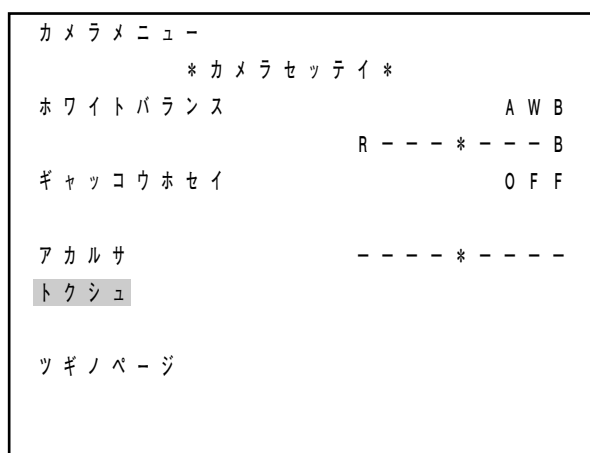 カメラメニュー
*カメラセッテイ*
ホワイトバランス AWB
R---*---B
ギャッコウホセイ OFF
アカルサ ----*----
トクシュ
ツギノページ